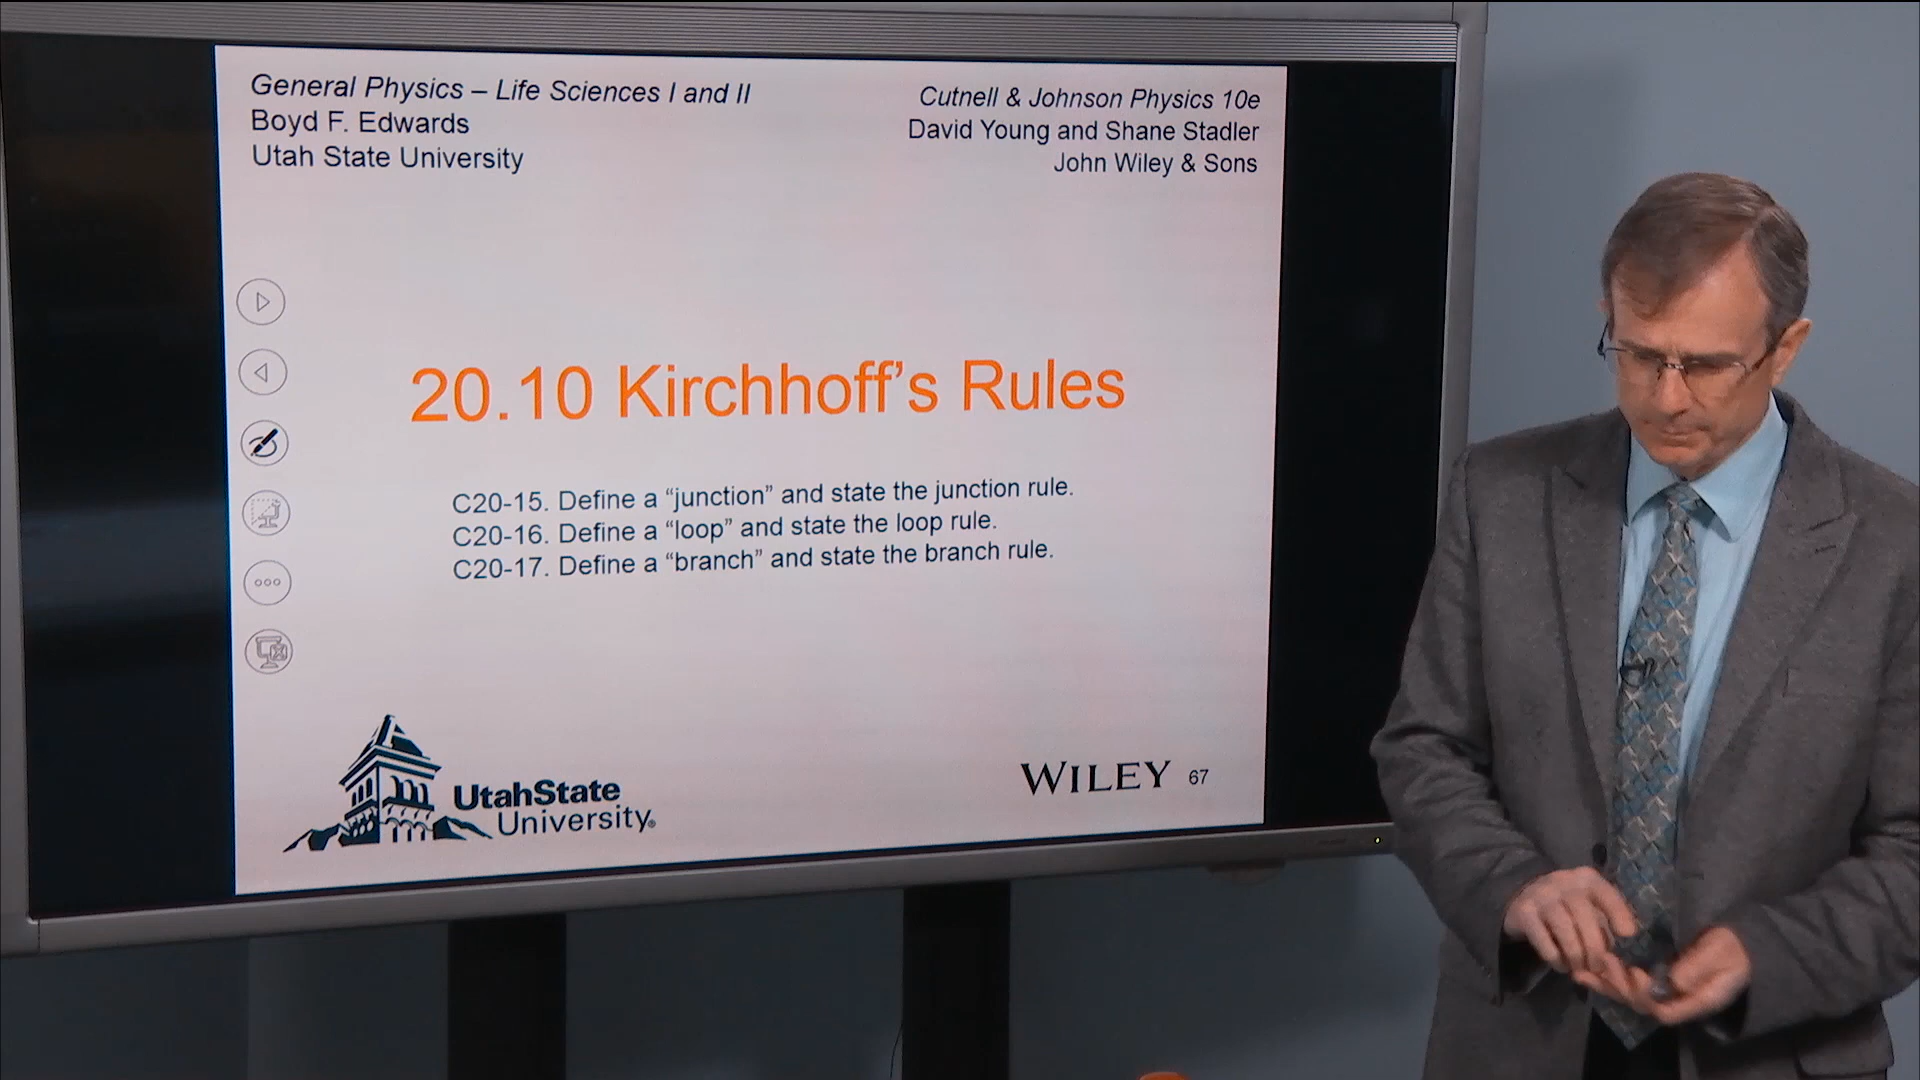 General Physics – Life Sciences I and II
Boyd F. Edwards
Utah State University
Cutnell & Johnson Physics 10e
David Young and Shane Stadler
John Wiley & Sons
20.10 Kirchhoff's Rules
C20-15. Define a “junction” and state the junction rule.
C20-16. Define a “loop” and state the loop rule.
C20-17. Define a “branch” and state the branch rule.
UtahState
University®
WILEY
67